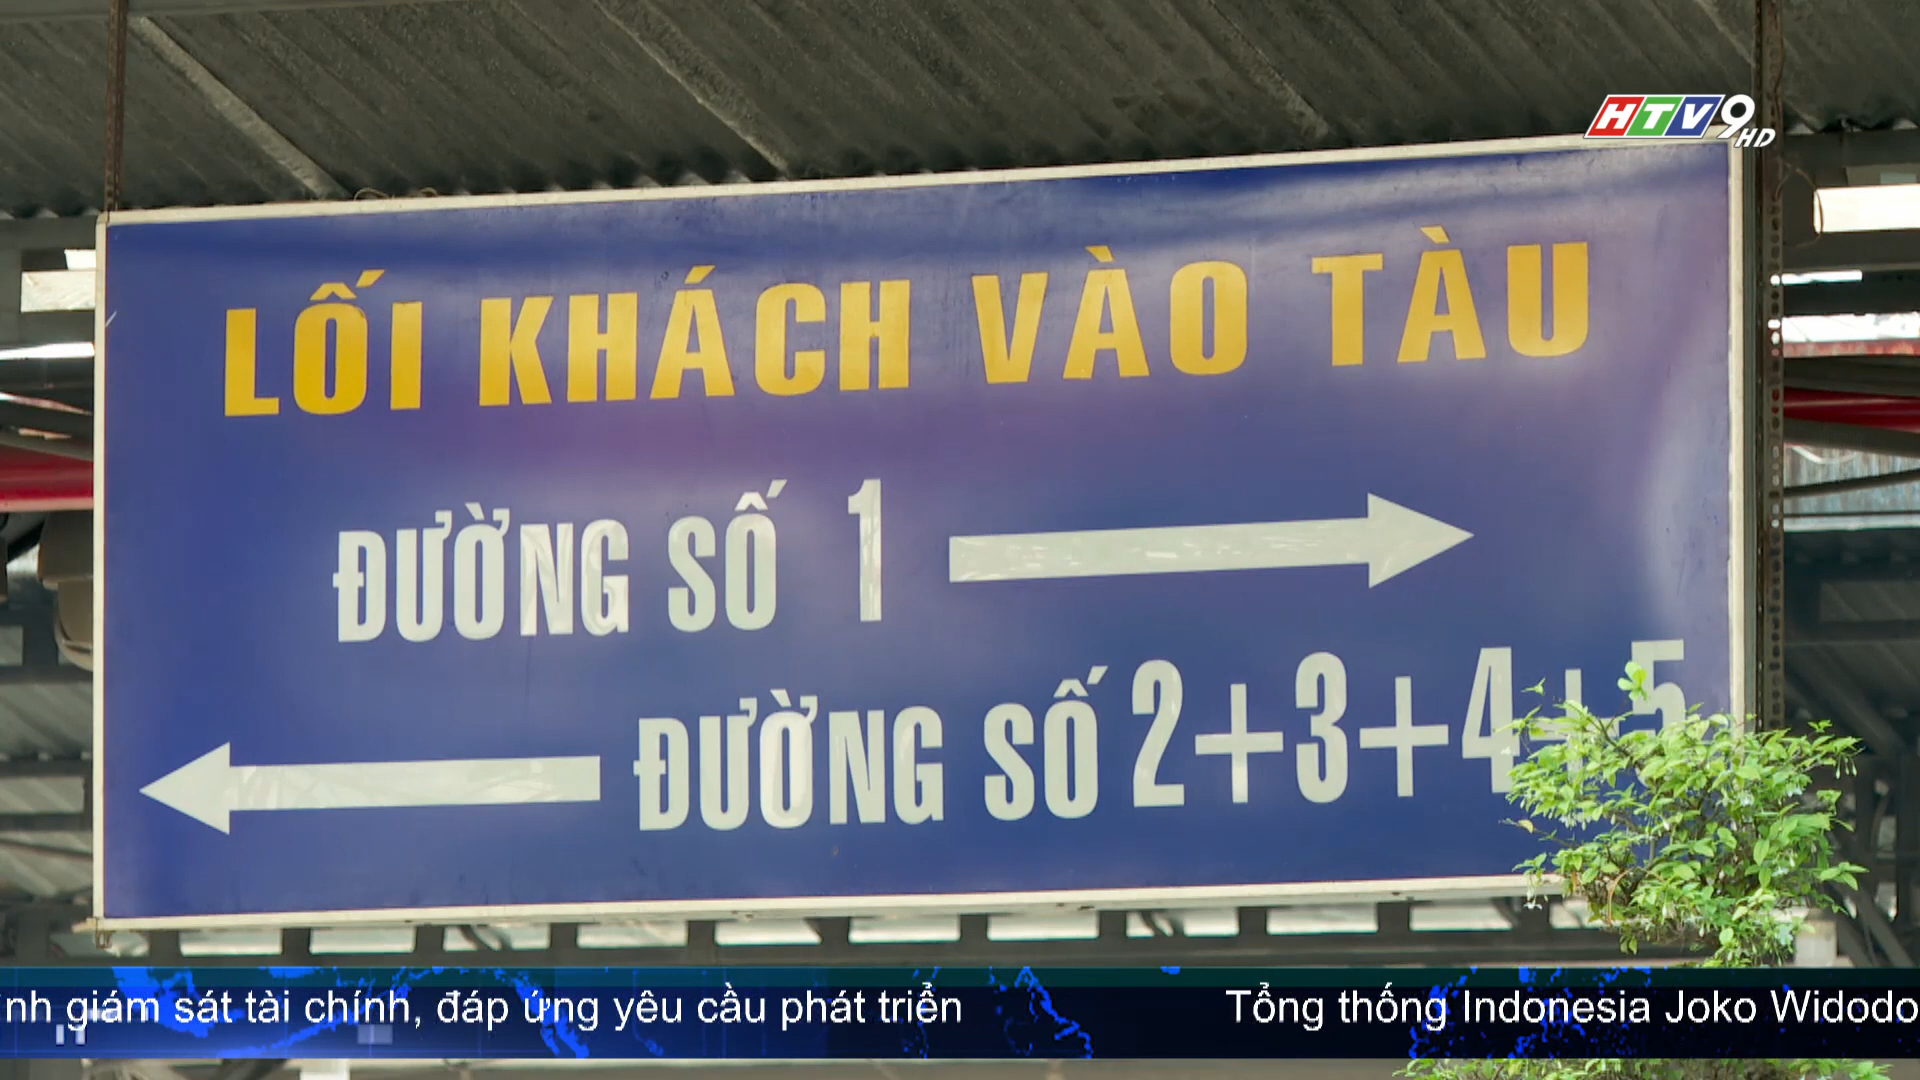 HTV9 HD
LỐI KHÁCH VÀO TÀU
ĐƯỜNG SỐ 1
ĐƯỜNG SỐ 2+3+4+5
giám sát tài chính, đáp ứng yêu cầu phát triển
Tổng thống Indonesia Joko Widodo